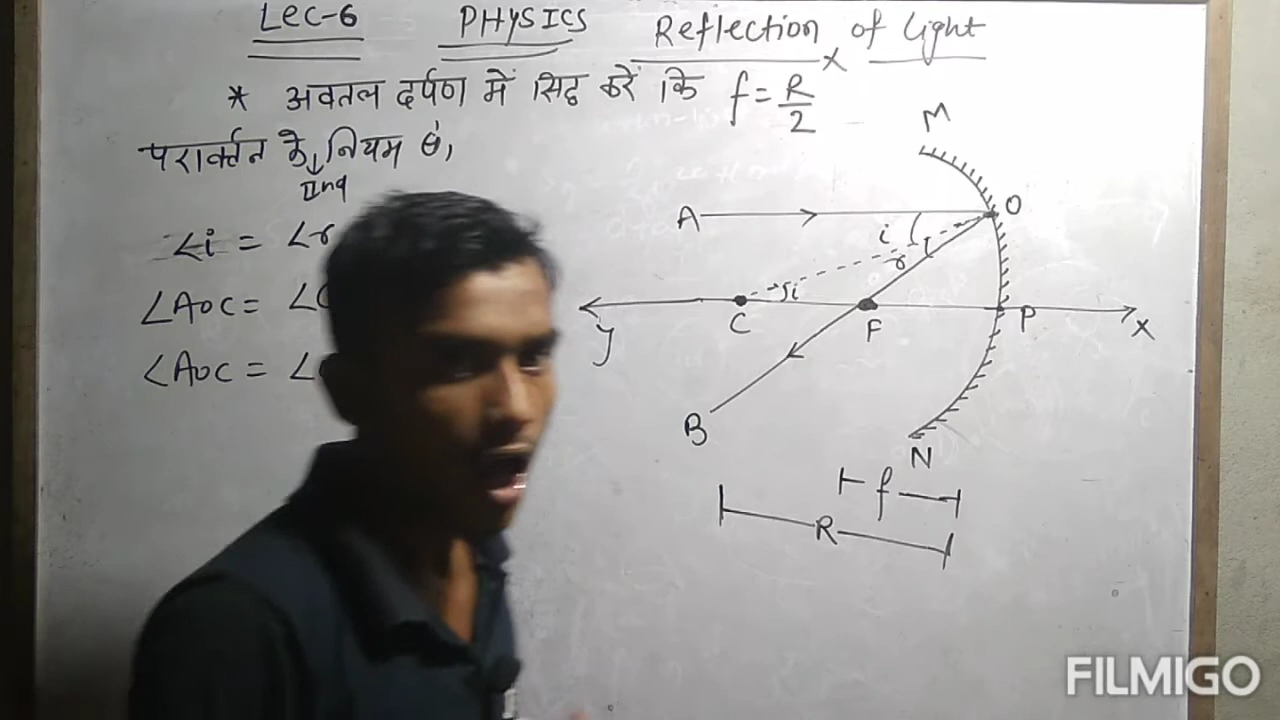 Lec-6 PHYSICS Reflection of Light
* अवतल दर्पण में सिद्ध करें कि f = R/2
परावर्तन के नियम से,
IInd
∠i = ∠r
∠AOC = ∠
∠AOC = ∠
M
A
O
i
r
i
C
F
P
y
x
B
N
f
R
FILMIGO